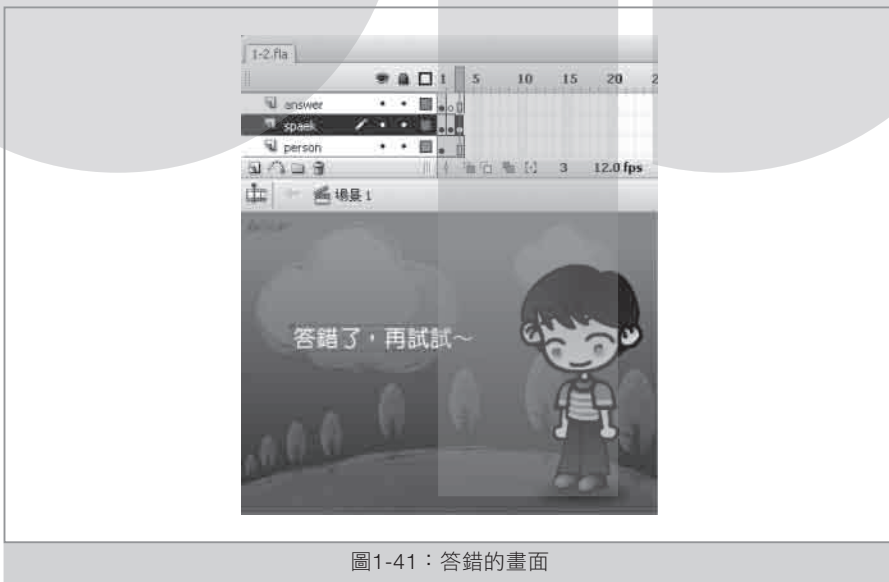 1-2.fla
1 5 10 15 20 2
answer
spaek
person
3 12.0 fps
場景 1
答錯了，再試試～
圖1-41：答錯的畫面